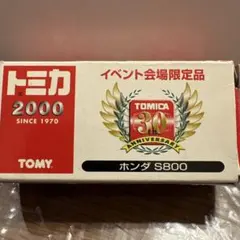 トミカ
2000
SINCE 1970
TOMY
イベント会場限定品
TOMICA
30
ANNIVERSARY
ホンダ S800